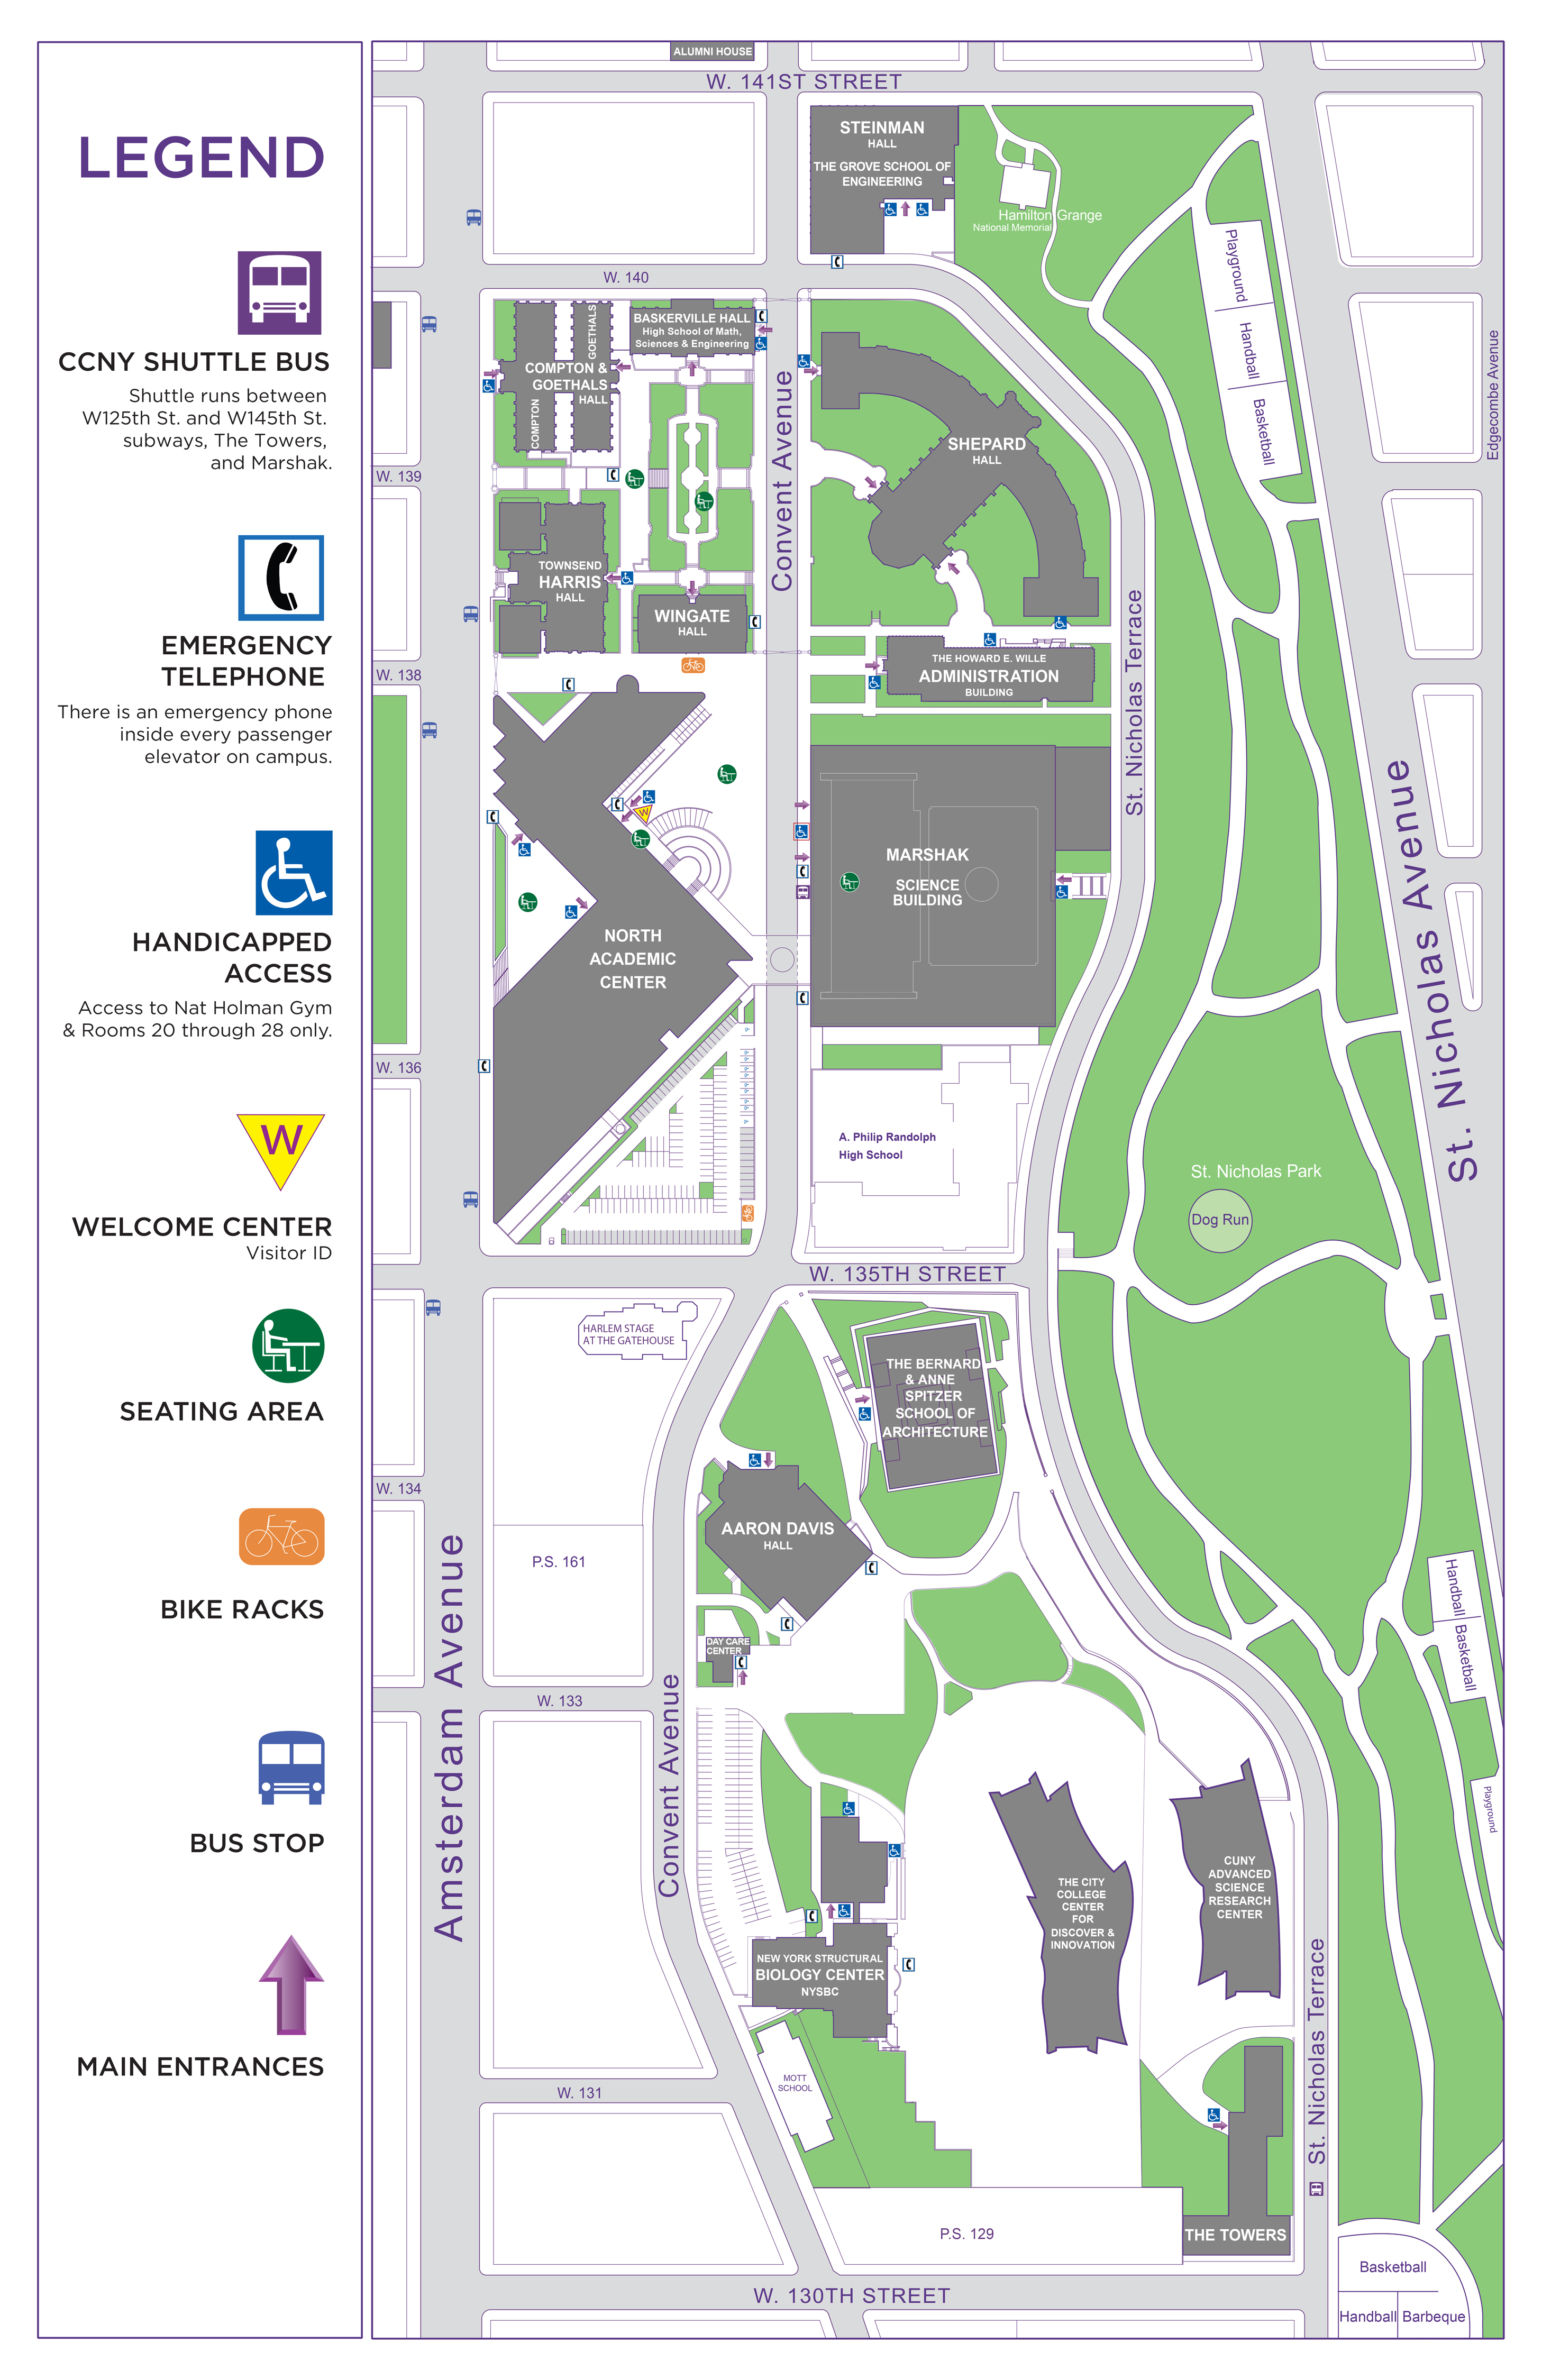 LEGEND
CCNY SHUTTLE BUS
Shuttle runs between
W125th St. and W145th St.
subways, The Towers,
and Marshak.
EMERGENCY
TELEPHONE
There is an emergency phone
inside every passenger
elevator on campus.
HANDICAPPED
ACCESS
Access to Nat Holman Gym
& Rooms 20 through 28 only.
W
WELCOME CENTER
Visitor ID
SEATING AREA
BIKE RACKS
BUS STOP
MAIN ENTRANCES
ALUMNI HOUSE
W. 141ST STREET
STEINMAN
HALL
THE GROVE SCHOOL OF
ENGINEERING
Hamilton Grange
National Memorial
Playground
Handball
Basketball
Edgecombe Avenue
W. 140
BASKERVILLE HALL
High School of Math,
Sciences & Engineering
GOETHALS
COMPTON &
GOETHALS
HALL
COMPTON
Convent Avenue
SHEPARD
HALL
W. 139
TOWNSEND
HARRIS
HALL
WINGATE
HALL
St. Nicholas Terrace
THE HOWARD E. WILLE
ADMINISTRATION
BUILDING
W. 138
W
MARSHAK
SCIENCE
BUILDING
St. Nicholas Avenue
NORTH
ACADEMIC
CENTER
W. 136
A. Philip Randolph
High School
St. Nicholas Park
Dog Run
W. 135TH STREET
HARLEM STAGE
AT THE GATEHOUSE
THE BERNARD
& ANNE
SPITZER
SCHOOL OF
ARCHITECTURE
W. 134
AARON DAVIS
HALL
P.S. 161
Amsterdam Avenue
DAY CARE
CENTER
Handball
Basketball
W. 133
Convent Avenue
Playground
THE CITY
COLLEGE
CENTER
FOR
DISCOVER &
INNOVATION
CUNY
ADVANCED
SCIENCE
RESEARCH
CENTER
NEW YORK STRUCTURAL
BIOLOGY CENTER
NYSBC
St. Nicholas Terrace
MOTT
SCHOOL
W. 131
P.S. 129
THE TOWERS
Basketball
W. 130TH STREET
Handball
Barbeque